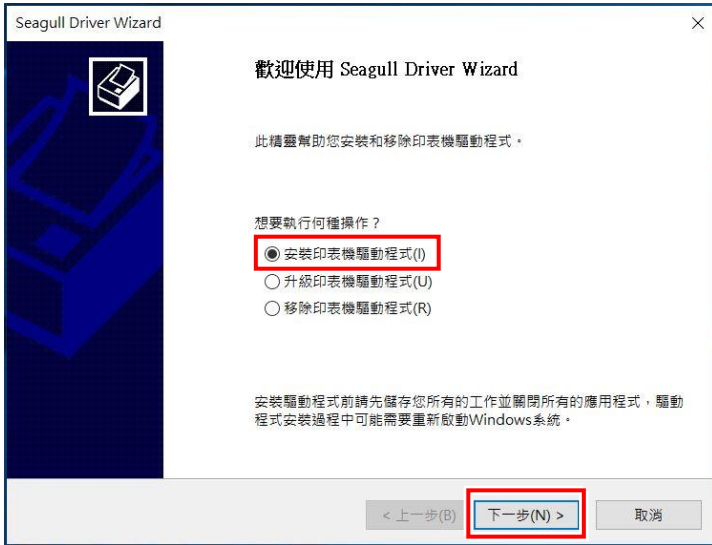 Seagull Driver Wizard
歡迎使用 Seagull Driver Wizard
此精靈幫助您安裝和移除印表機驅動程式。
想要執行何種操作？
安裝印表機驅動程式(I)
升級印表機驅動程式(U)
移除印表機驅動程式(R)
安裝驅動程式前請先儲存您所有的工作並關閉所有的應用程式，驅動
程式安裝過程中可能需要重新啟動Windows系統。
< 上一步(B)
下一步(N) >
取消